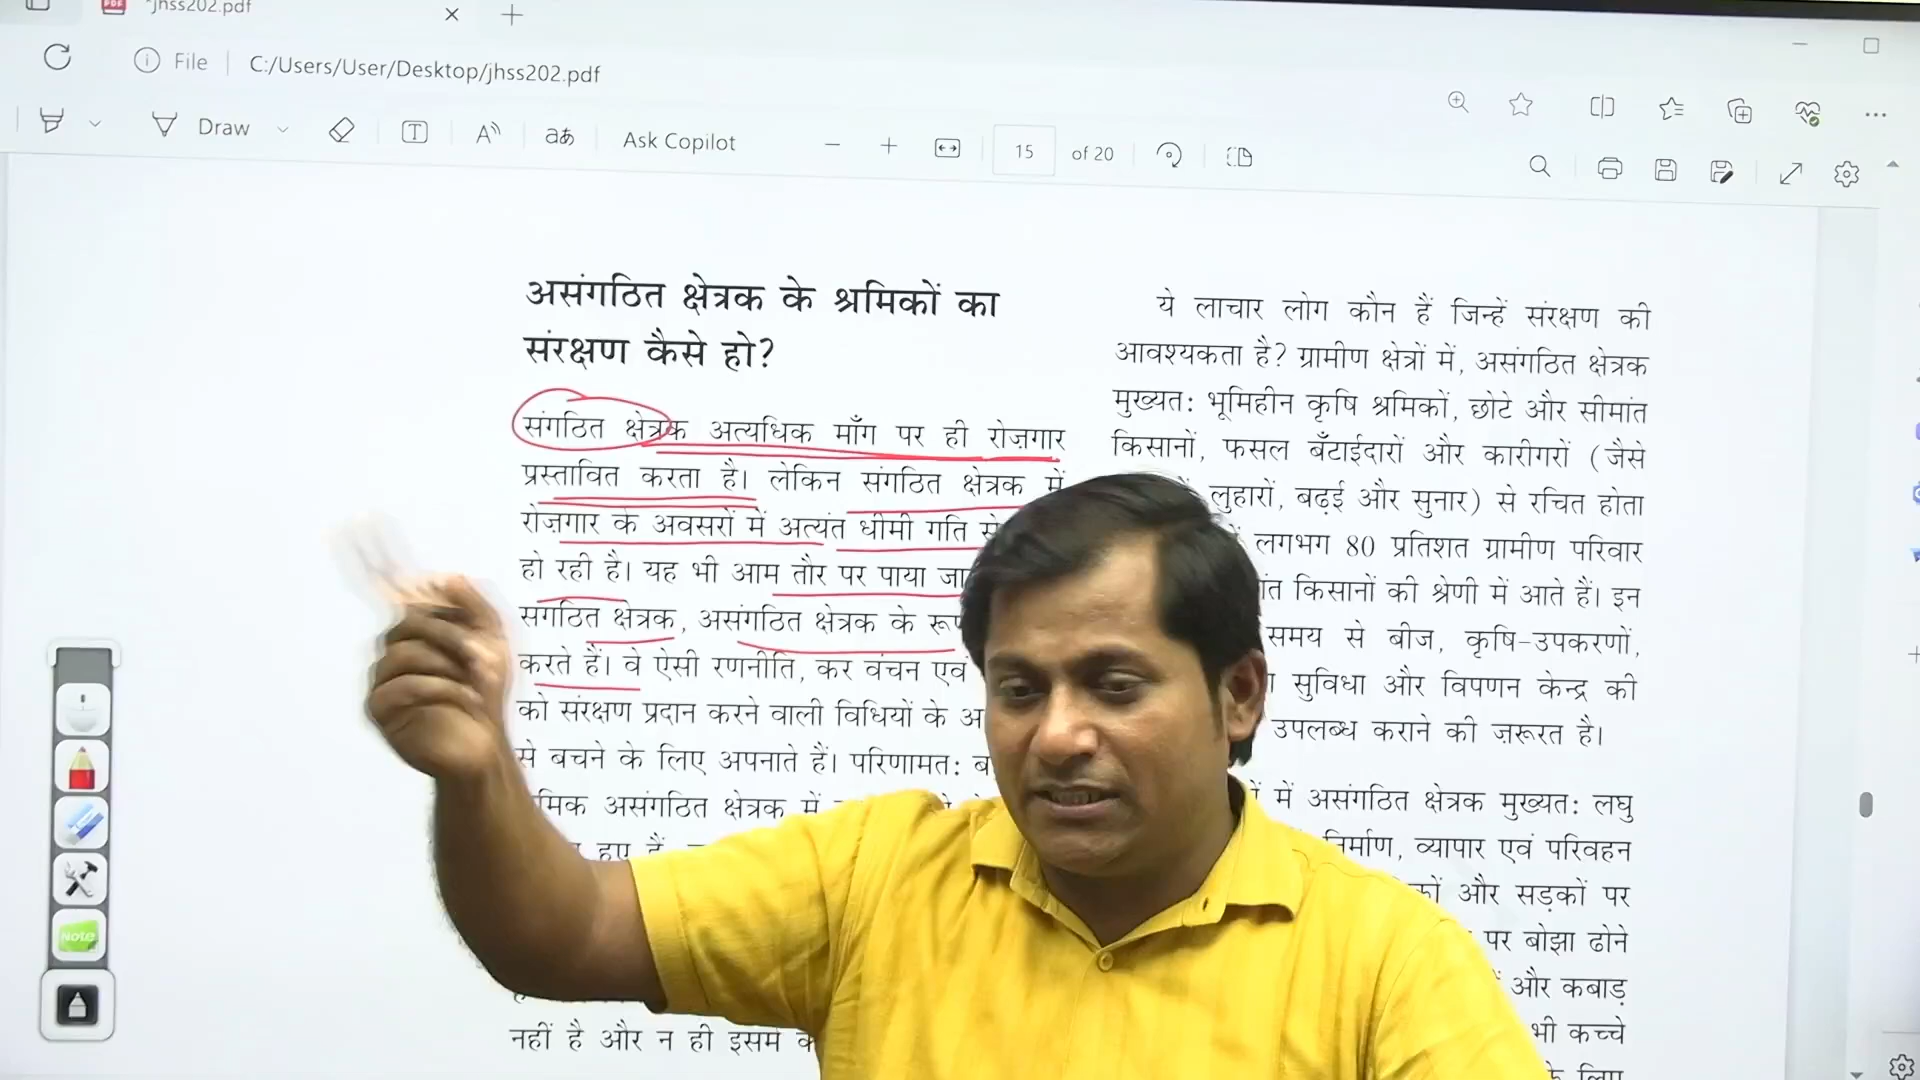 *jhss202.pdf
File
C:/Users/User/Desktop/jhss202.pdf
Draw
Ask Copilot
15
of 20
असंगठित क्षेत्रक के श्रमिकों का
संरक्षण कैसे हो?
संगठित क्षेत्रक अत्यधिक माँग पर ही रोज़गार
प्रस्तावित करता है। लेकिन संगठित क्षेत्रक में
रोज़गार के अवसरों में अत्यंत धीमी गति से
हो रही है। यह भी आम तौर पर पाया
संगठित क्षेत्रक, असंगठित क्षेत्रक के
करते हैं। वे ऐसी रणनीति, कर वंचन एवं
को संरक्षण प्रदान करने वाली विधियों के
से बचने के लिए अपनाते हैं। परिणामतः
असंगठित क्षेत्रक में
हुए हैं,
नहीं है और न ही इसमें
ये लाचार लोग कौन हैं जिन्हें संरक्षण की
आवश्यकता है? ग्रामीण क्षेत्रों में, असंगठित क्षेत्रक
मुख्यतः भूमिहीन कृषि श्रमिकों, छोटे और सीमांत
किसानों, फसल बँटाईदारों और कारीगरों (जैसे
लुहारों, बढ़ई और सुनार) से रचित होता
लगभग 80 प्रतिशत ग्रामीण परिवार
किसानों की श्रेणी में आते हैं। इन
समय से बीज, कृषि-उपकरणों,
सुविधा और विपणन केन्द्र की
उपलब्ध कराने की ज़रूरत है।
में असंगठित क्षेत्रक मुख्यतः लघु
निर्माण, व्यापार एवं परिवहन
और सड़कों पर
पर बोझा ढोने
और कबाड़
भी कच्चे
के लिए
Note